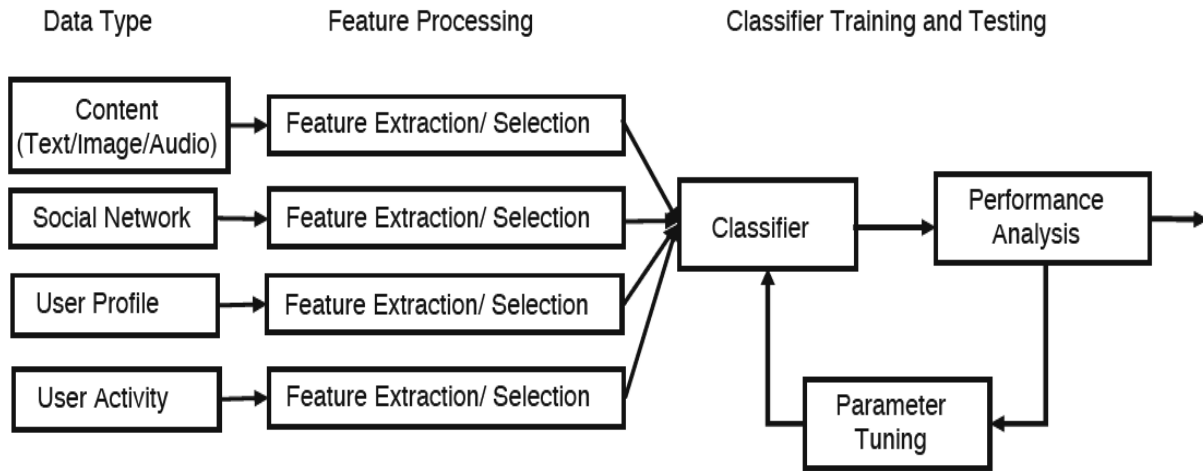 Data Type
Feature Processing
Classifier Training and Testing
Content
(Text/Image/Audio)
Feature Extraction/ Selection
Social Network
Feature Extraction/ Selection
User Profile
Feature Extraction/ Selection
User Activity
Feature Extraction/ Selection
Classifier
Performance
Analysis
Parameter
Tuning